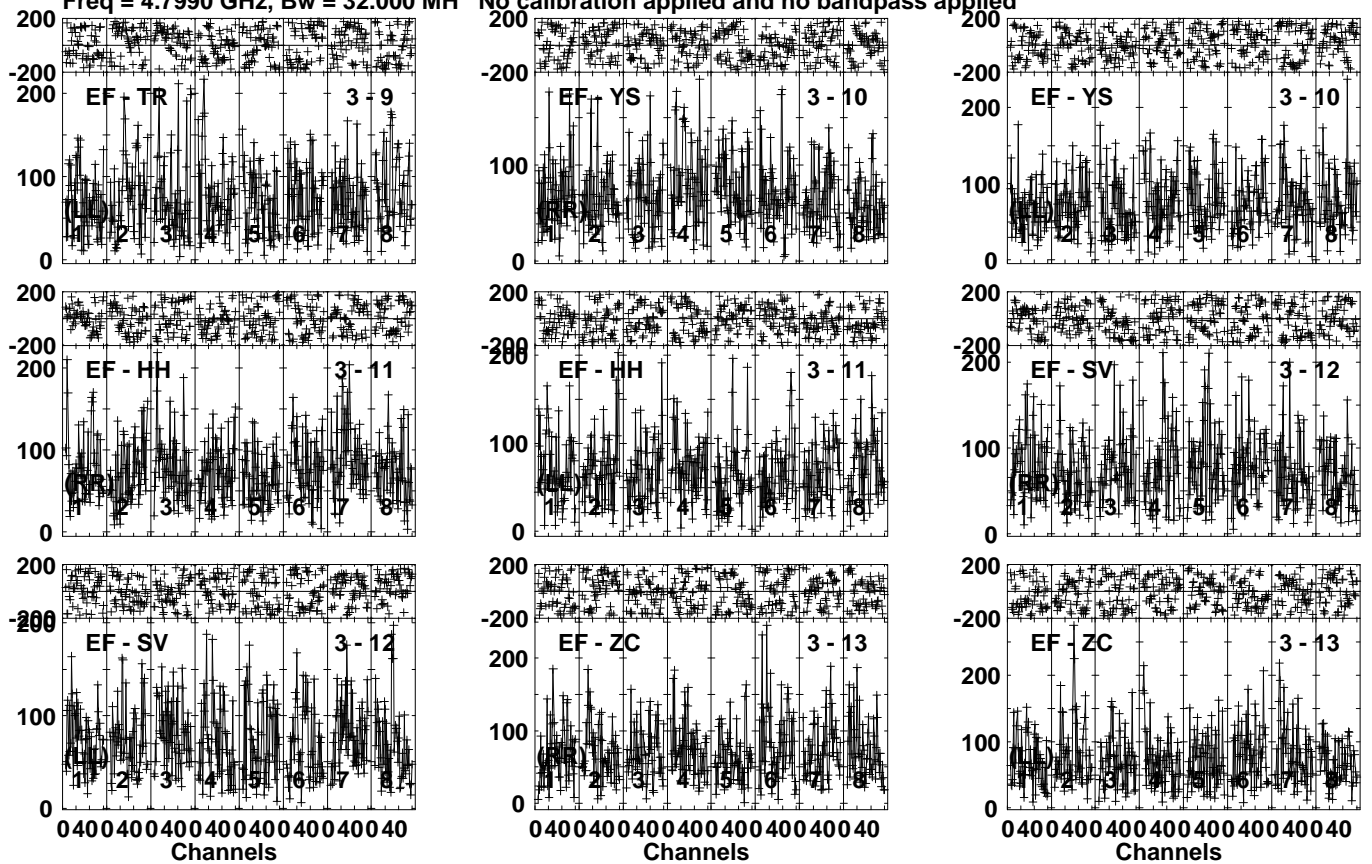 Freq = 4.7990 GHz, Bw = 32.000 MH No calibration applied and no bandpass applied
200 200 200
-200 -200 -200
200 EF - TR 3 - 9 200 EF - YS 3 - 10 200 EF - YS 3 - 10
100 100 100
(LL) (RR) (LL)
1 2 3 4 5 6 7 8 1 2 3 4 5 6 7 8 1 2 3 4 5 6 7 8
0 0 0
200 200 200
-200 -200 -200
200 EF - HH 3 - 11 200 EF - HH 3 - 11 200 EF - SV 3 - 12
100 100 100
(RR) (LL) (RR)
1 2 3 4 5 6 7 8 1 2 3 4 5 6 7 8 1 2 3 4 5 6 7 8
0 0 0
200 200 200
-200 -200 -200
200 EF - SV 3 - 12 200 EF - ZC 3 - 13 200 EF - ZC 3 - 13
100 100 100
(LL) (RR) (LL)
1 2 3 4 5 6 7 8 1 2 3 4 5 6 7 8 1 2 3 4 5 6 7 8
0 0 0
0 40 0 40 0 40 0 40 0 40 0 40 0 40 0 40 0 40 0 40 0 40 0 40 0 40 0 40 0 40 0 40 0 40 0 40 0 40 0 40 0 40 0 40 0 40 0 40
Channels Channels Channels